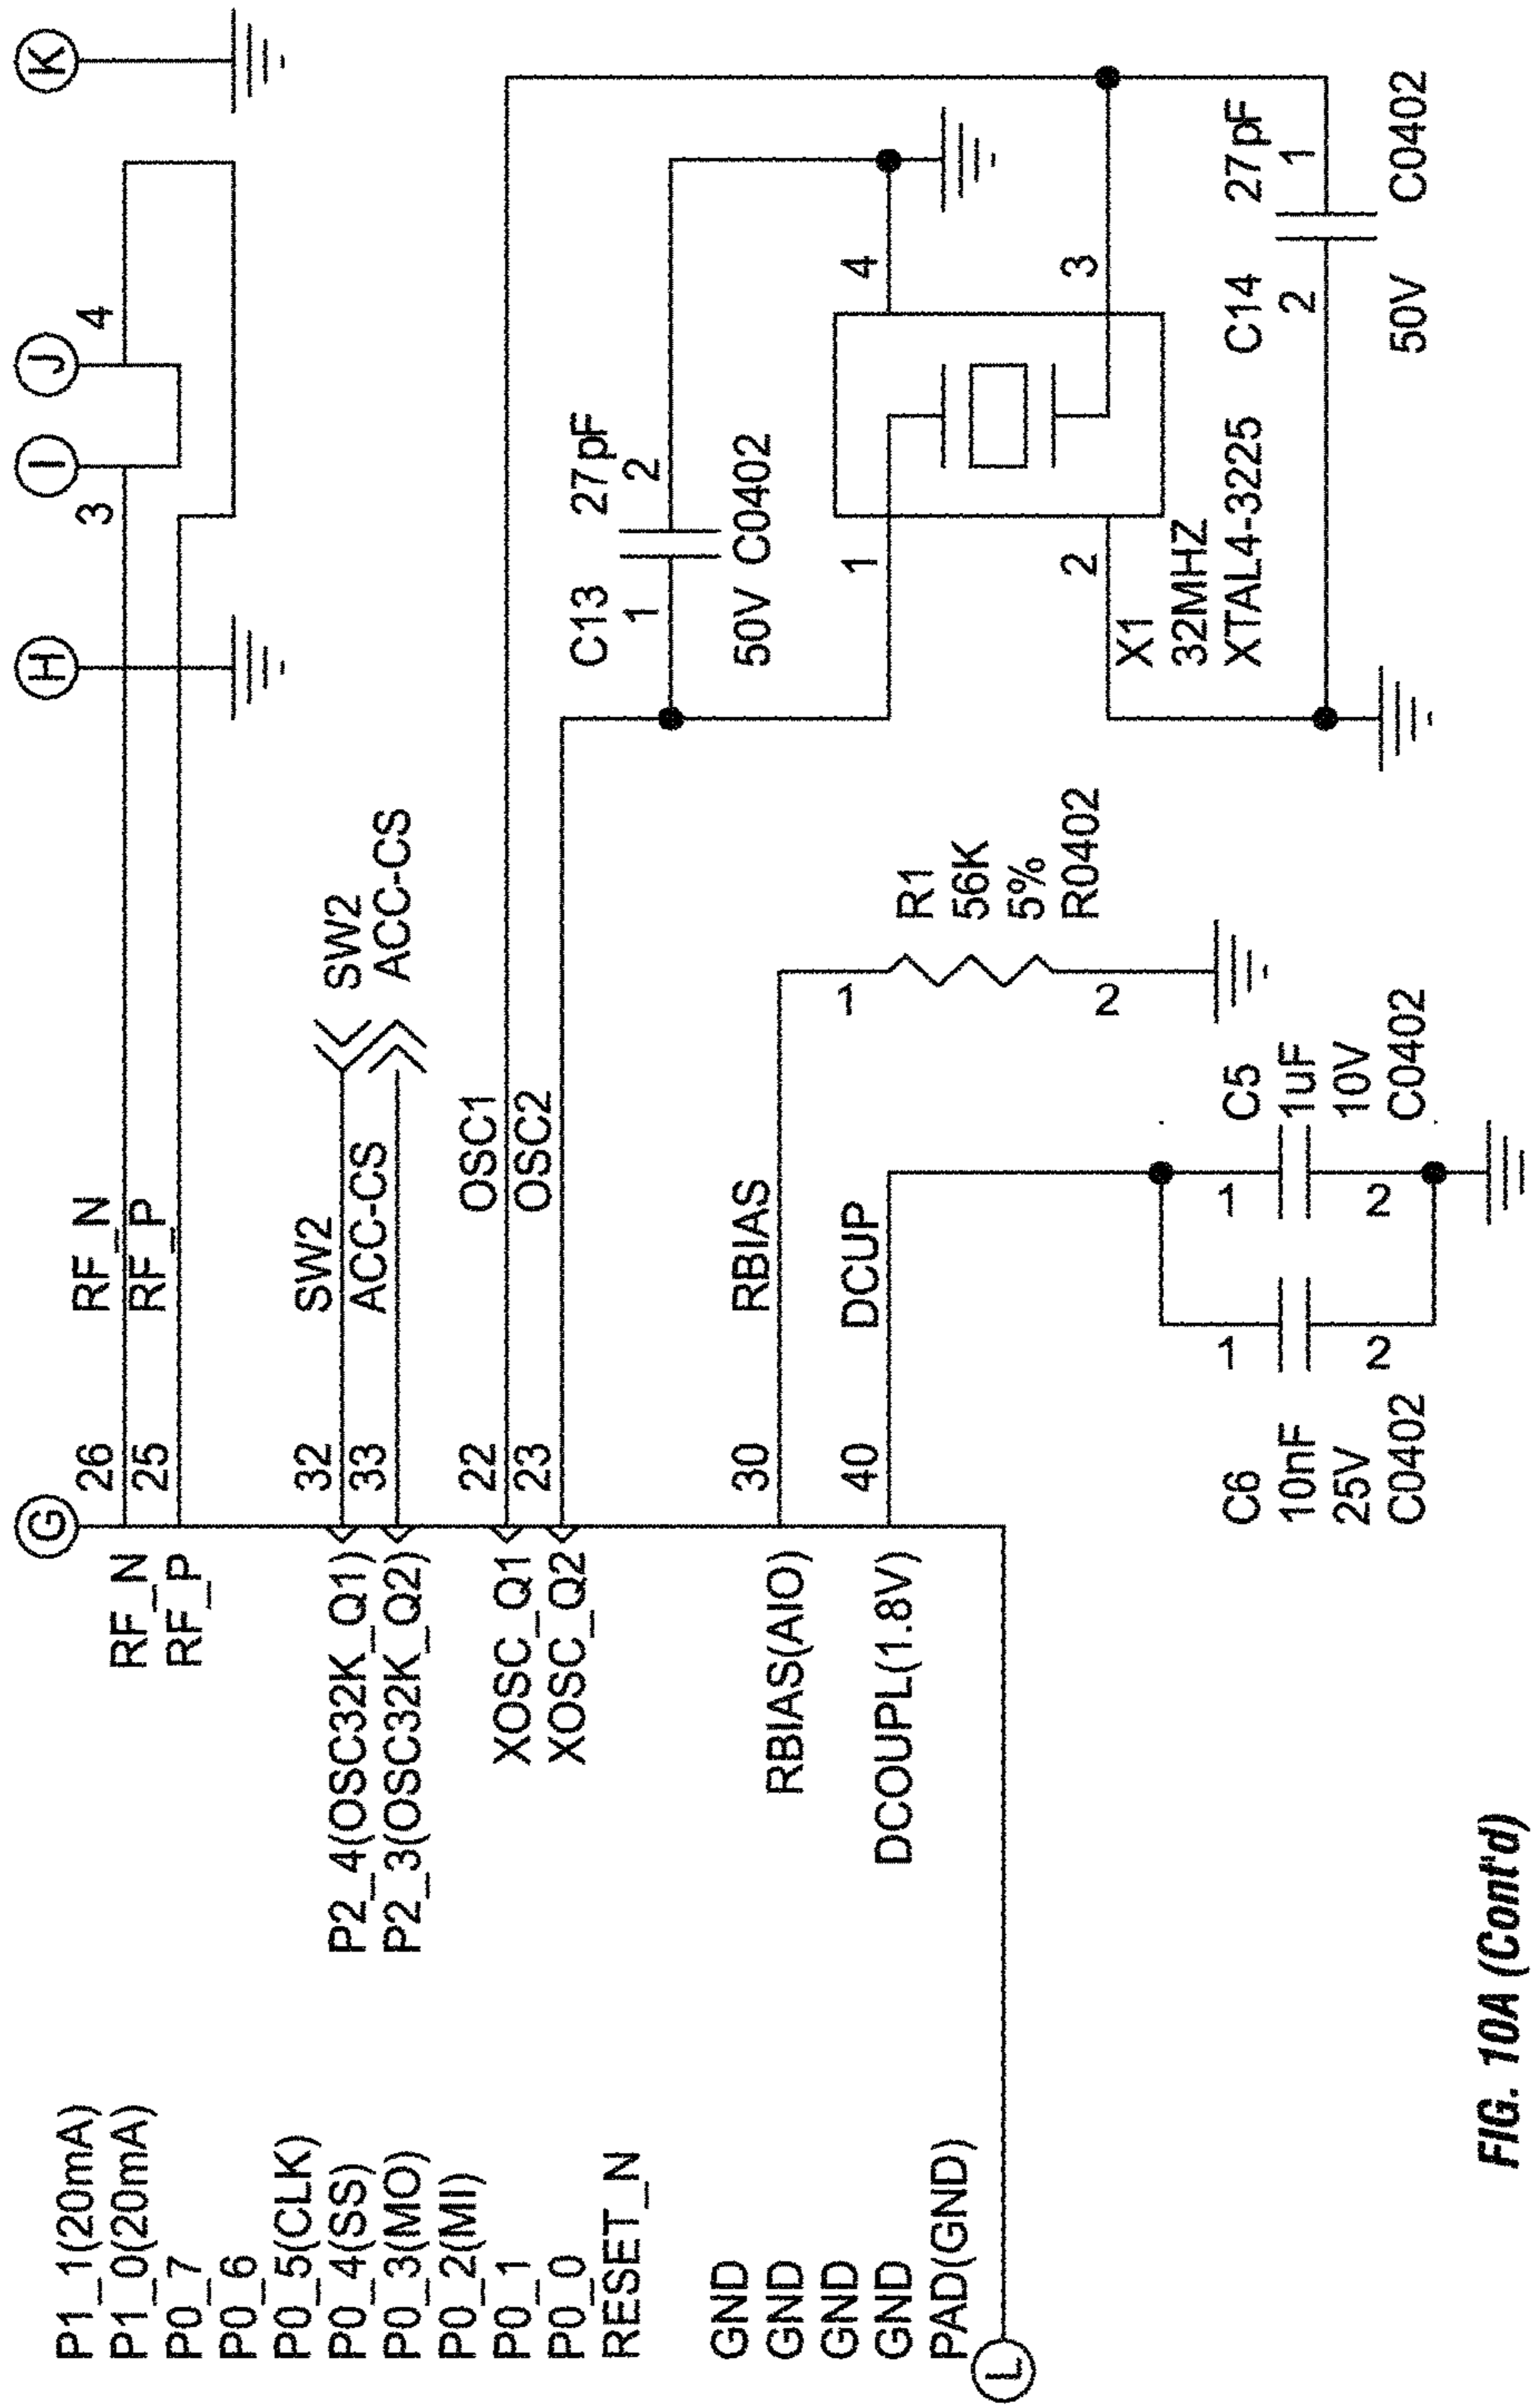 G
H
I
J
K
L
P1_1(20mA)
P1_0(20mA)
P0_7
P0_6
P0_5(CLK)
P0_4(SS)
P0_3(MO)
P0_2(MI)
P0_1
P0_0
RESET_N
GND
GND
GND
GND
PAD(GND)
RF_N
RF_P
P2_4(OSC32K_Q1)
P2_3(OSC32K_Q2)
XOSC_Q1
XOSC_Q2
RBIAS(AIO)
DCOUPL(1.8V)
26
25
32
33
22
23
30
40
RF_N
RF_P
SW2
ACC-CS
OSC1
OSC2
RBIAS
DCUP
SW2
ACC-CS
3
4
C13 27pF
1 2
50V C0402
1
2
4
3
X1
32MHZ
XTAL4-3225
C14 27pF
2 1
50V C0402
R1
56K
5%
R0402
1
2
C5
1uF
10V
C0402
1
2
C6
10nF
25V
C0402
1
2
FIG. 10A (Cont'd)